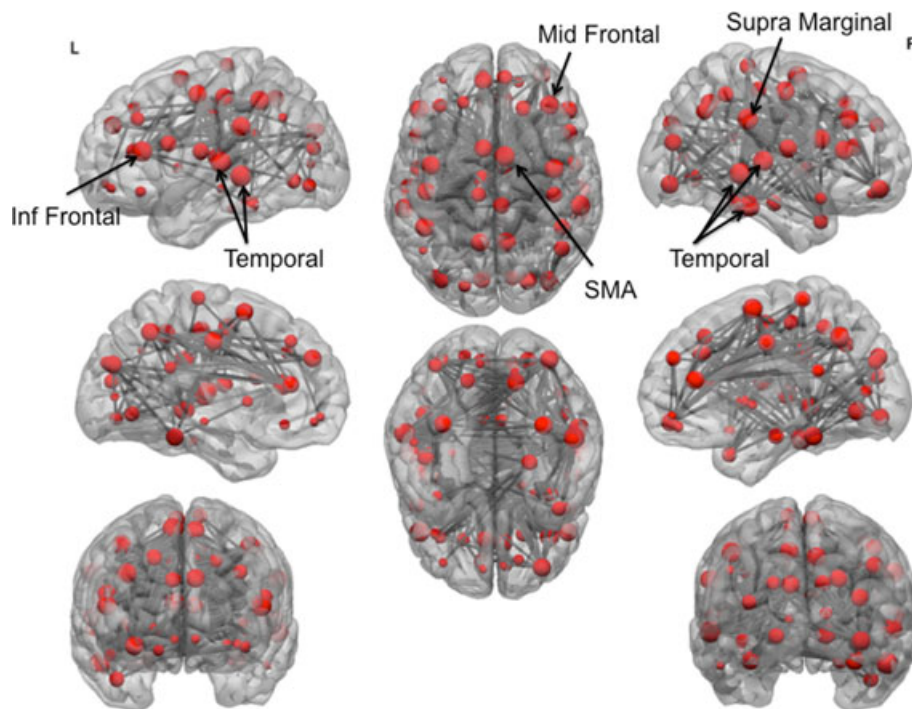 Supra Marginal
L
Mid Frontal
Inf Frontal
Temporal
SMA
Temporal